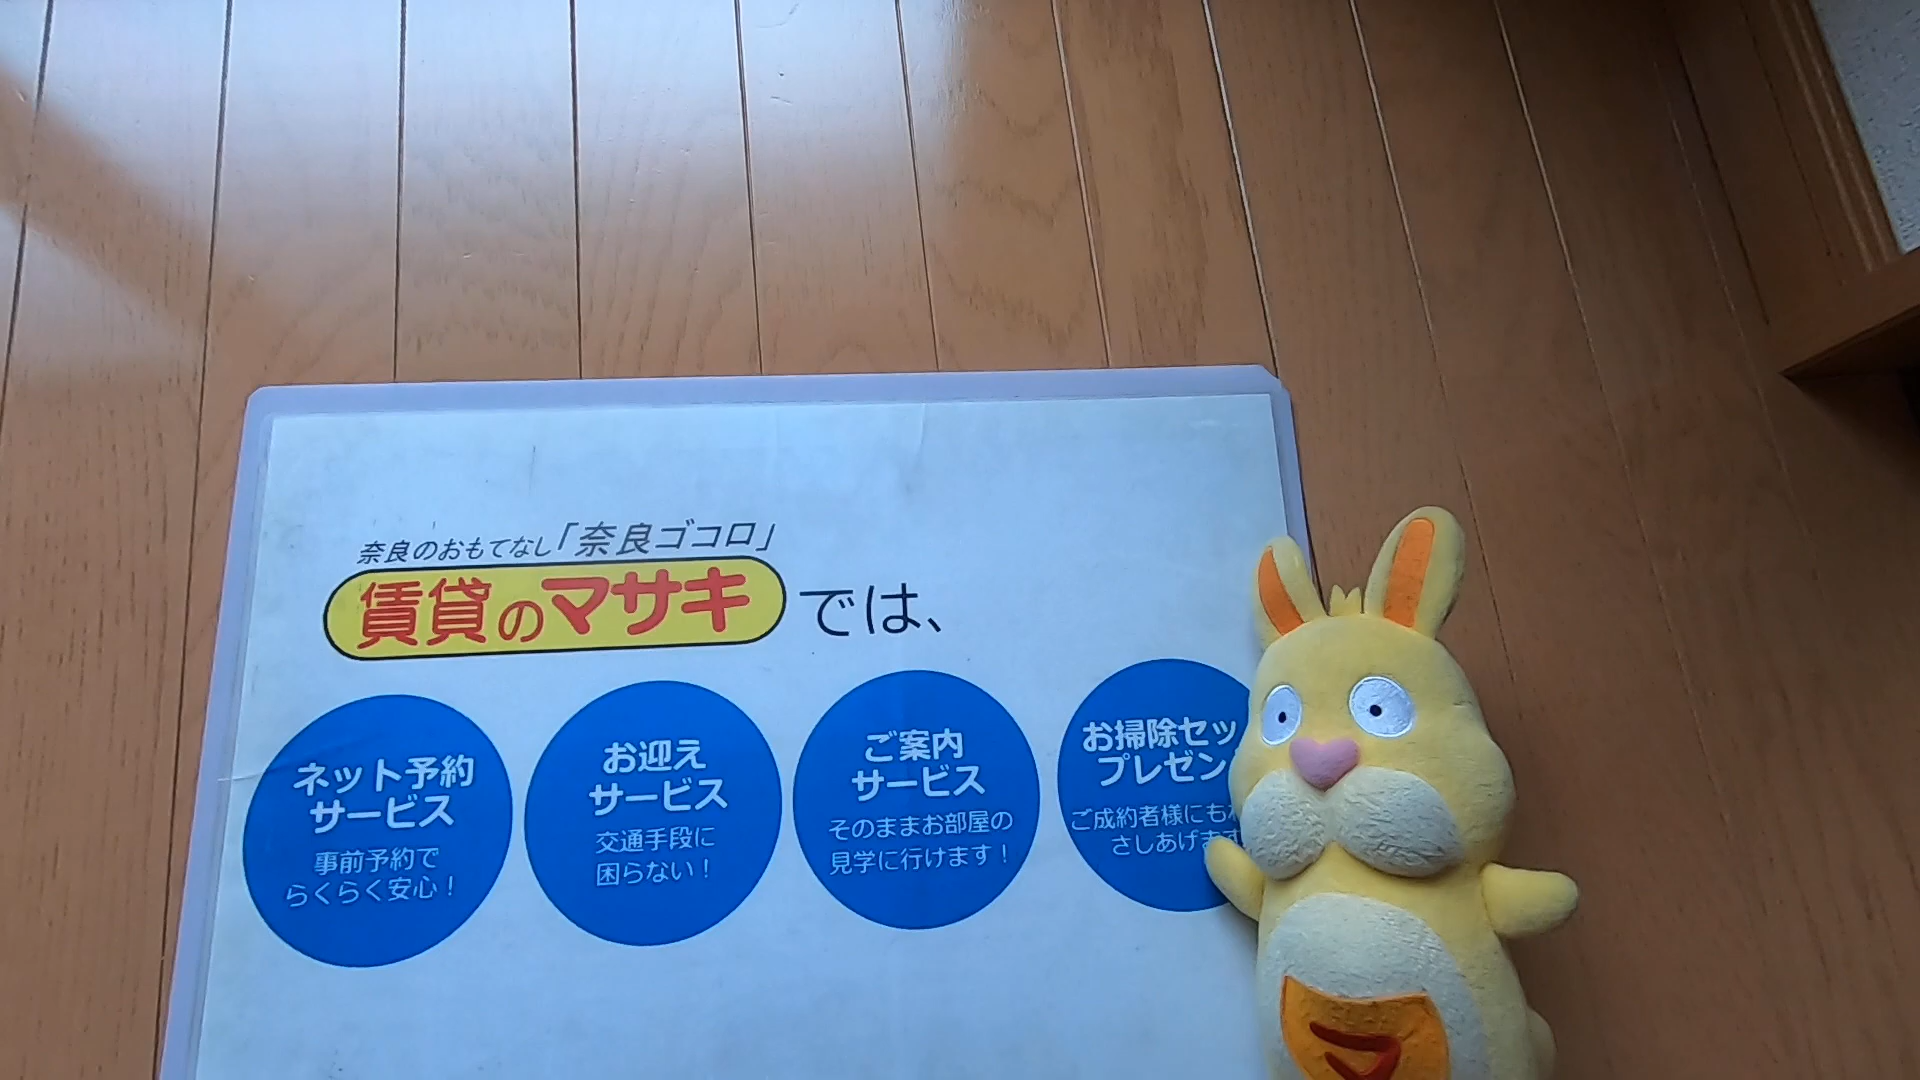 奈良のおもてなし「奈良ゴコロ」
賃貸のマサキでは、
ネット予約
サービス
事前予約で
らくらく安心!
お迎え
サービス
交通手段に
困らない!
ご案内
サービス
そのままお部屋の
見学に行けます!
お掃除セッ
プレゼン
ご成約者様にも
さしあげます
マ